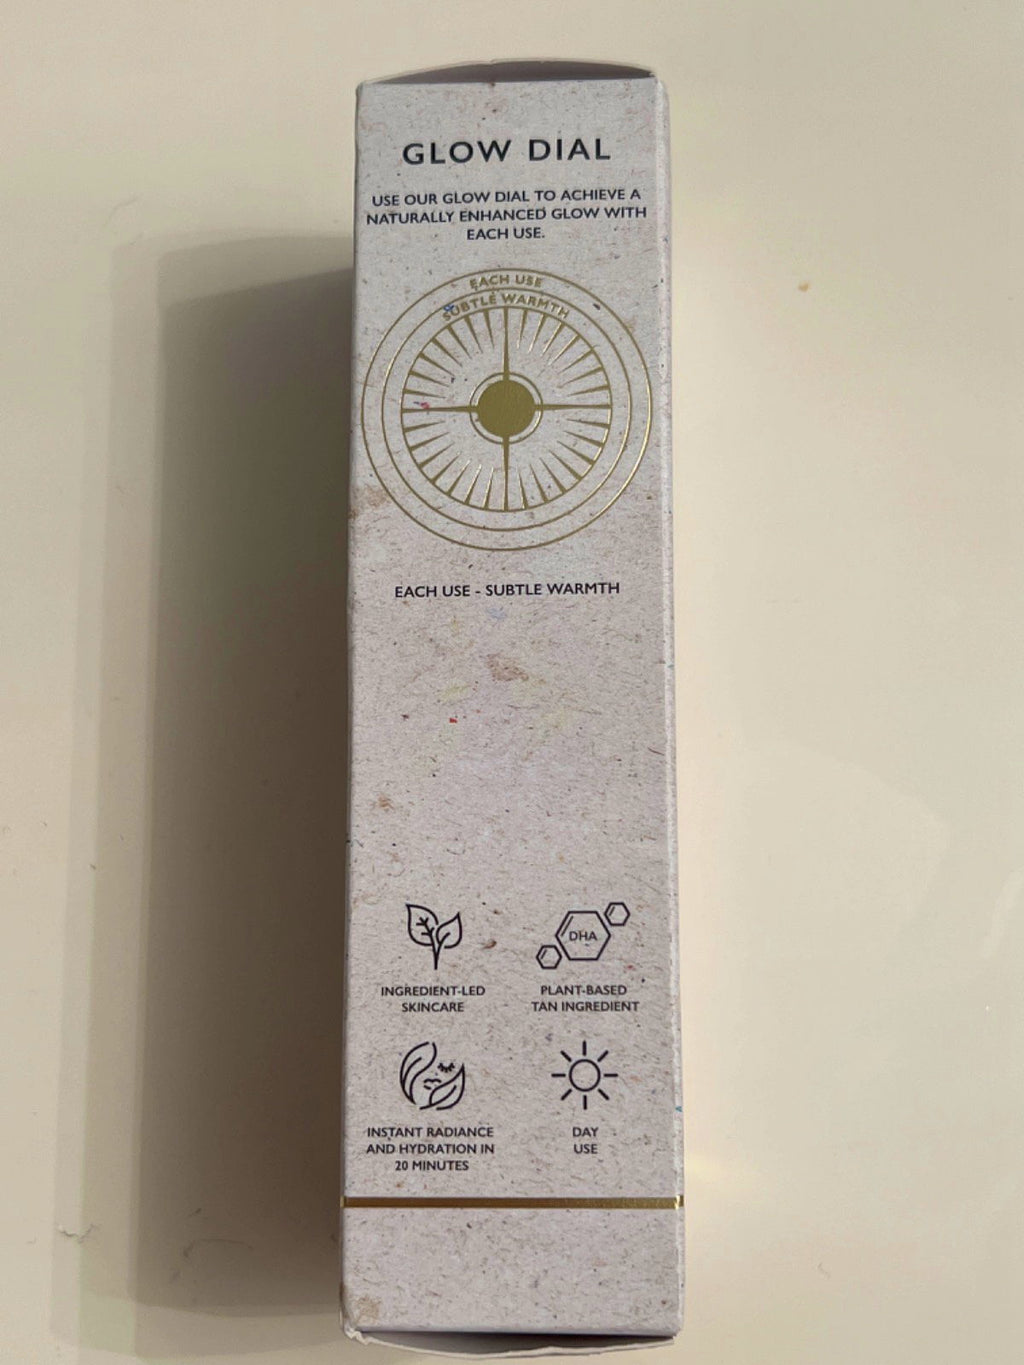 GLOW DIAL
USE OUR GLOW DIAL TO ACHIEVE A
NATURALLY ENHANCED GLOW WITH
EACH USE.
EACH USE
SUBTLE WARMTH
EACH USE - SUBTLE WARMTH
DHA
INGREDIENT-LED
SKINCARE
PLANT-BASED
TAN INGREDIENT
INSTANT RADIANCE
AND HYDRATION IN
20 MINUTES
DAY
USE